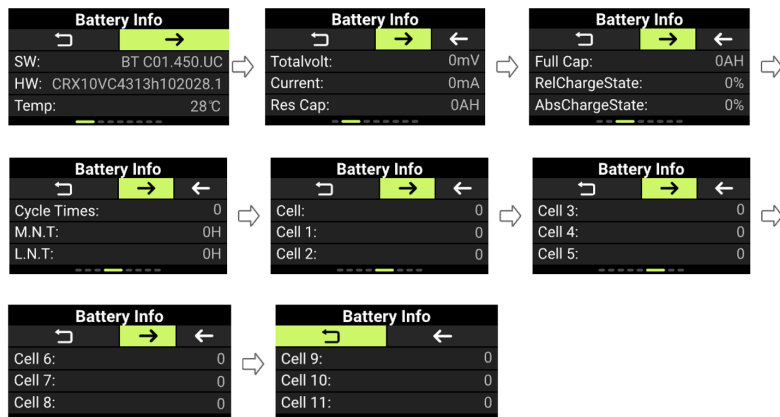 Battery Info
SW: BT C01.450.UC
HW: CRX10VC4313h102028.1
Temp: 28℃
Battery Info
Totalvolt: 0mV
Current: 0mA
Res Cap: 0AH
Battery Info
Full Cap: 0AH
RelChargeState: 0%
AbsChargeState: 0%
Battery Info
Cycle Times: 0
M.N.T: 0H
L.N.T: 0H
Battery Info
Cell: 0
Cell 1: 0
Cell 2: 0
Battery Info
Cell 3: 0
Cell 4: 0
Cell 5: 0
Battery Info
Cell 6: 0
Cell 7: 0
Cell 8: 0
Battery Info
Cell 9: 0
Cell 10: 0
Cell 11: 0